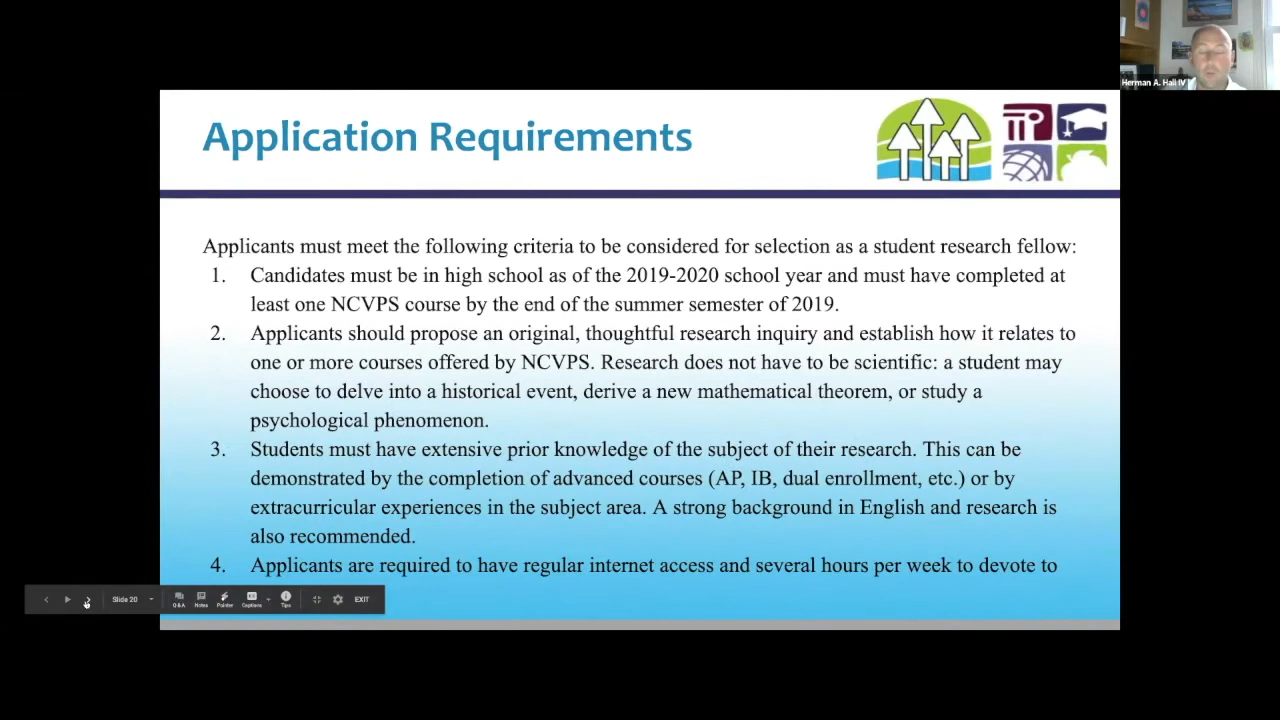 Herman A. Hall IV
Application Requirements
Applicants must meet the following criteria to be considered for selection as a student research fellow:
1. Candidates must be in high school as of the 2019-2020 school year and must have completed at
least one NCVPS course by the end of the summer semester of 2019.
2. Applicants should propose an original, thoughtful research inquiry and establish how it relates to
one or more courses offered by NCVPS. Research does not have to be scientific: a student may
choose to delve into a historical event, derive a new mathematical theorem, or study a
psychological phenomenon.
3. Students must have extensive prior knowledge of the subject of their research. This can be
demonstrated by the completion of advanced courses (AP, IB, dual enrollment, etc.) or by
extracurricular experiences in the subject area. A strong background in English and research is
also recommended.
4. Applicants are required to have regular internet access and several hours per week to devote to
Slide 20 Q&A Notes Pointer Captions Tips EXIT